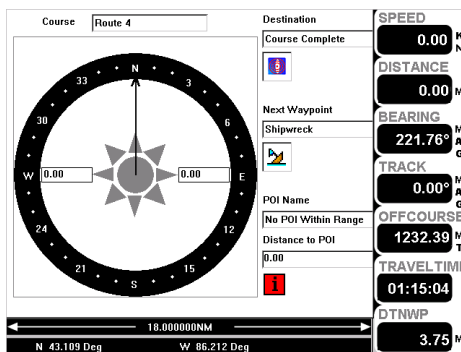 Course Route 4
N
3
6
E
12
15
S
21
24
W
30
33
0.00 0.00
18.000000NM
N 43.109 Deg W 86.212 Deg
Destination
Course Complete
Next Waypoint
Shipwreck
POI Name
No POI Within Range
Distance to POI
0.00
i
SPEED
0.00
DISTANCE
0.00 M
BEARING
221.76°
TRACK
0.00°
OFFCOURSE
1232.39
TRAVELTIM
01:15:04
DTNWP
3.75 M